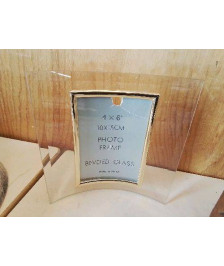 4 x 6"
10 x 15CM
PHOTO
FRAME
BEVELED GLASS